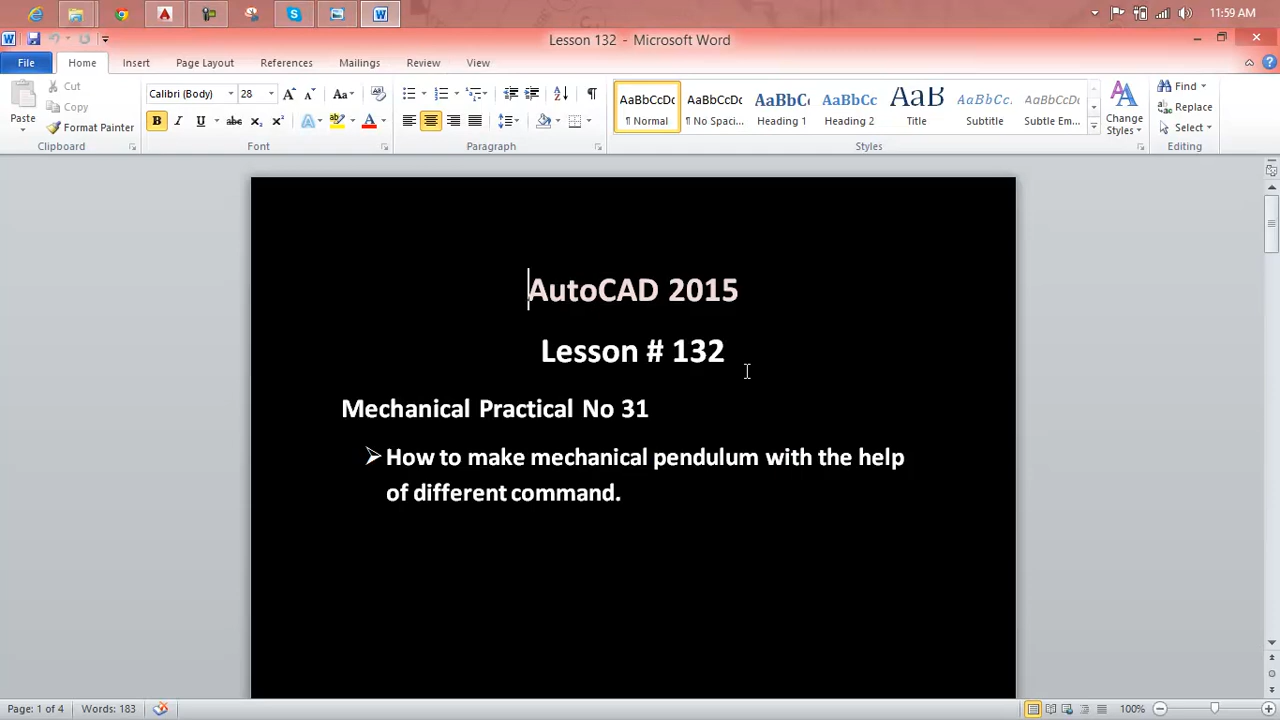 11:59 AM
Lesson 132 - Microsoft Word
File Home Insert Page Layout References Mailings Review View
Paste
Cut
Copy
Format Painter
Clipboard
Calibri (Body) 28
Font
Paragraph
AaBbCcDc AaBbCcDc AaBbC AaBbCc AaB AaBbCc. AaBbCcDc
¶ Normal ¶ No Spaci... Heading 1 Heading 2 Title Subtitle Subtle Em...
Styles
Change
Styles
Find
Replace
Select
Editing
AutoCAD 2015
Lesson # 132
Mechanical Practical No 31
➢ How to make mechanical pendulum with the help
of different command.
Page: 1 of 4 Words: 183 100%